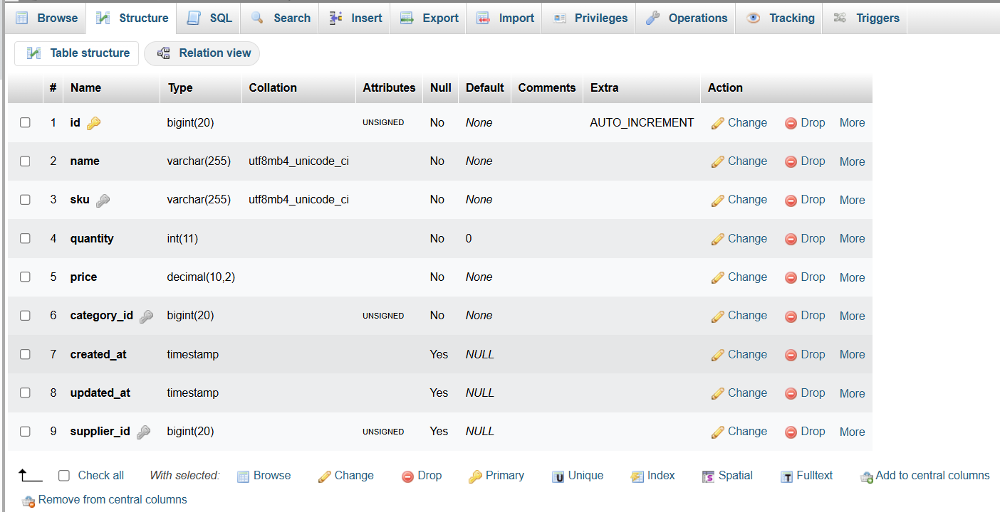 Browse Structure SQL Search Insert Export Import Privileges Operations Tracking Triggers
Table structure Relation view
# Name Type Collation Attributes Null Default Comments Extra Action
1 id bigint(20) UNSIGNED No None AUTO_INCREMENT Change Drop More
2 name varchar(255) utf8mb4_unicode_ci No None Change Drop More
3 sku varchar(255) utf8mb4_unicode_ci No None Change Drop More
4 quantity int(11) No 0 Change Drop More
5 price decimal(10,2) No None Change Drop More
6 category_id bigint(20) UNSIGNED No None Change Drop More
7 created_at timestamp Yes NULL Change Drop More
8 updated_at timestamp Yes NULL Change Drop More
9 supplier_id bigint(20) UNSIGNED Yes NULL Change Drop More
Check all With selected: Browse Change Drop Primary Unique Index Spatial Fulltext Add to central columns
Remove from central columns